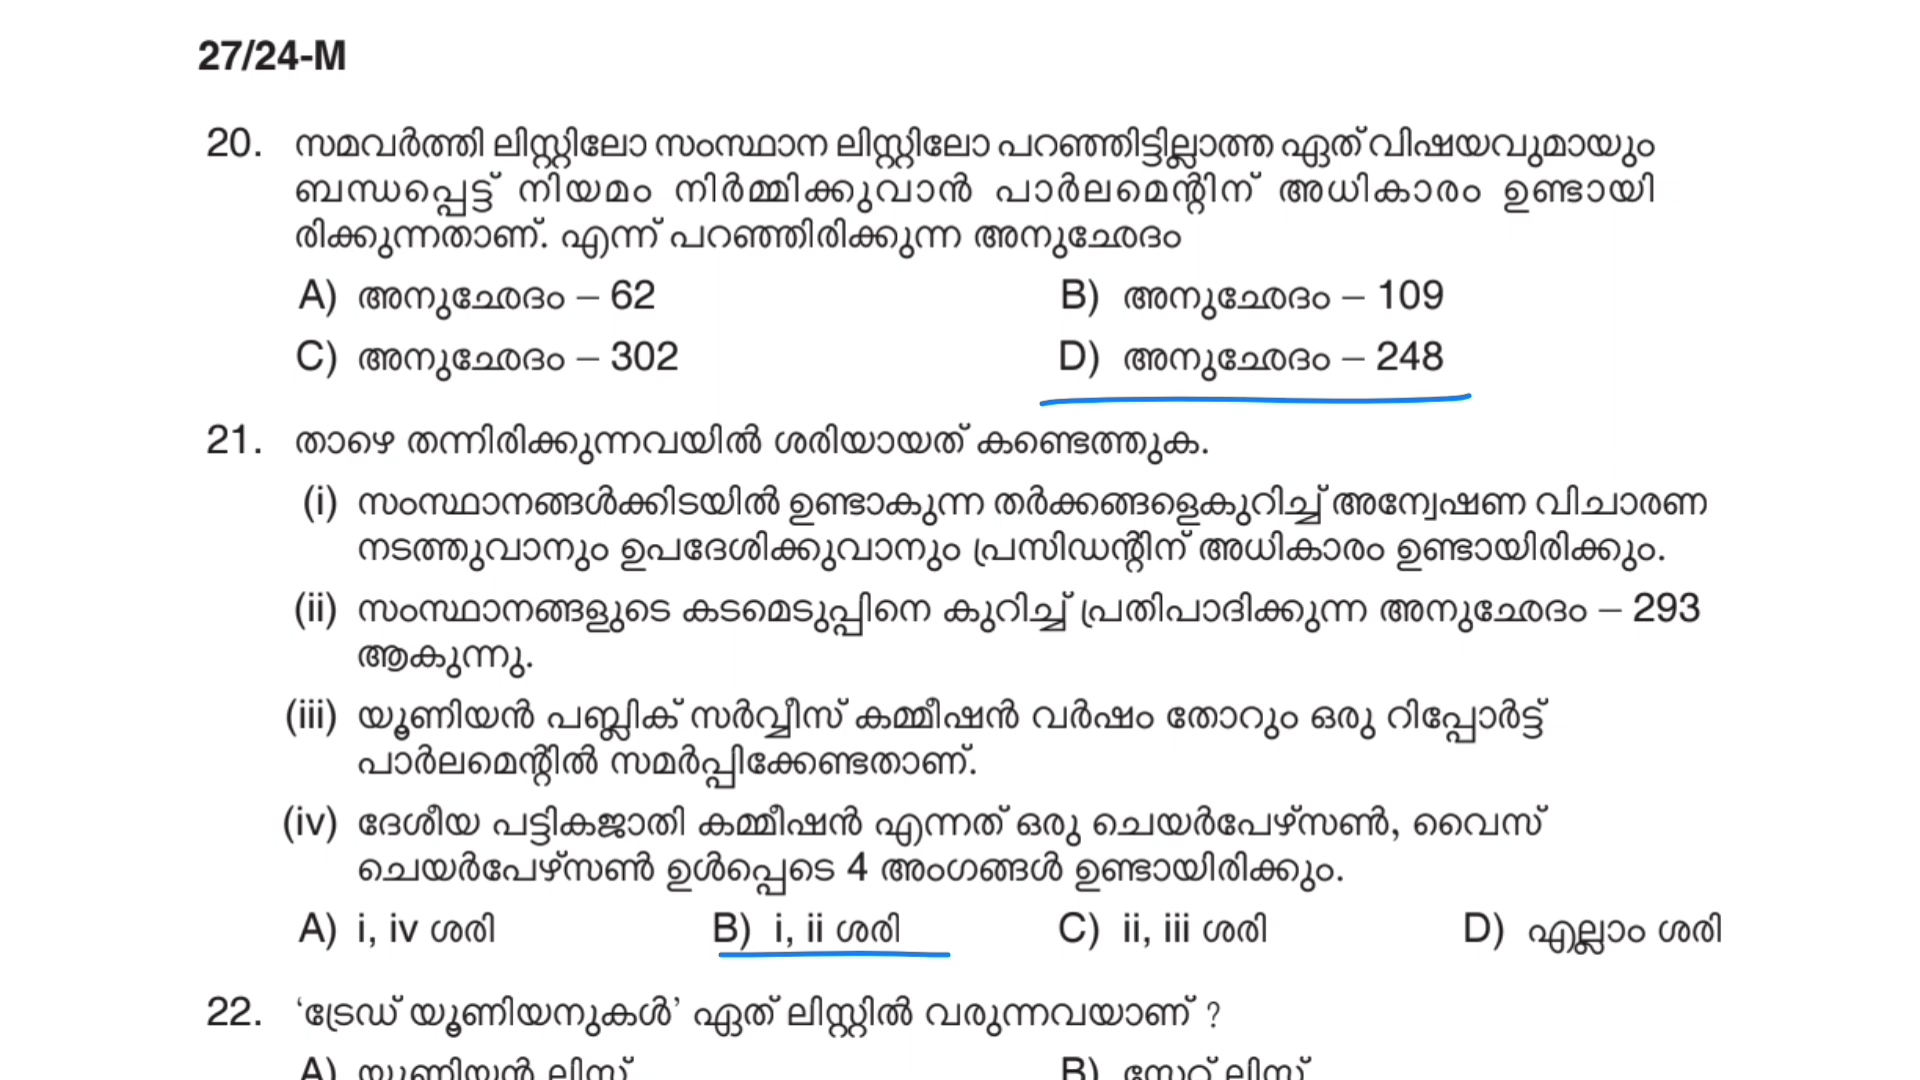 27/24-M
20. സമവർത്തി ലിസ്റ്റിലോ സംസ്ഥാന ലിസ്റ്റിലോ പറഞ്ഞിട്ടില്ലാത്ത ഏത് വിഷയവുമായും
ബന്ധപ്പെട്ട് നിയമം നിർമ്മിക്കുവാൻ പാർലമെന്റിന് അധികാരം ഉണ്ടായി
രിക്കുന്നതാണ്. എന്ന് പറഞ്ഞിരിക്കുന്ന അനുച്ഛേദം
A) അനുച്ഛേദം – 62 B) അനുച്ഛേദം – 109
C) അനുച്ഛേദം – 302 D) അനുച്ഛേദം – 248
21. താഴെ തന്നിരിക്കുന്നവയിൽ ശരിയായത് കണ്ടെത്തുക.
(i) സംസ്ഥാനങ്ങൾക്കിടയിൽ ഉണ്ടാകുന്ന തർക്കങ്ങളെകുറിച്ച് അന്വേഷണ വിചാരണ
നടത്തുവാനും ഉപദേശിക്കുവാനും പ്രസിഡന്റിന് അധികാരം ഉണ്ടായിരിക്കും.
(ii) സംസ്ഥാനങ്ങളുടെ കടമെടുപ്പിനെ കുറിച്ച് പ്രതിപാദിക്കുന്ന അനുച്ഛേദം – 293
ആകുന്നു.
(iii) യൂണിയൻ പബ്ലിക് സർവ്വീസ് കമ്മീഷൻ വർഷം തോറും ഒരു റിപ്പോർട്ട്
പാർലമെന്റിൽ സമർപ്പിക്കേണ്ടതാണ്.
(iv) ദേശീയ പട്ടികജാതി കമ്മീഷൻ എന്നത് ഒരു ചെയർപേഴ്സൺ, വൈസ്
ചെയർപേഴ്സൺ ഉൾപ്പെടെ 4 അംഗങ്ങൾ ഉണ്ടായിരിക്കും.
A) i, iv ശരി B) i, ii ശരി C) ii, iii ശരി D) എല്ലാം ശരി
22. ‘ട്രേഡ് യൂണിയനുകൾ’ ഏത് ലിസ്റ്റിൽ വരുന്നവയാണ് ?
A) യൂണിയൻ ലിസ്റ്റ് B) സ്റ്റേറ്റ് ലിസ്റ്റ്